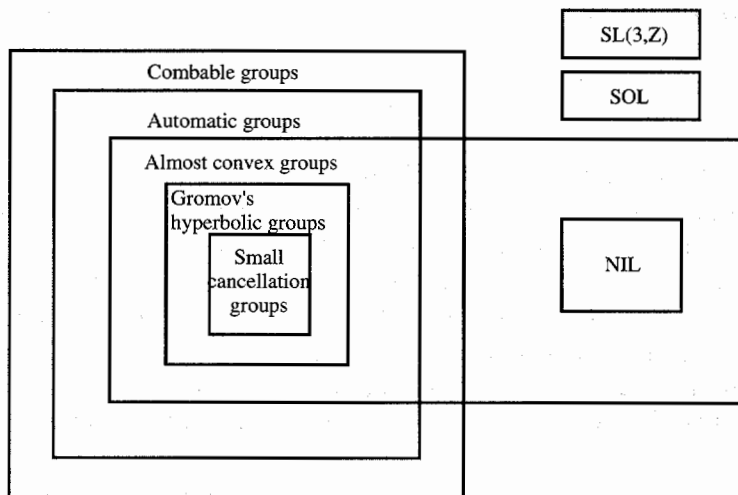 SL(3,Z)
Combable groups
SOL
Automatic groups
Almost convex groups
Gromov's
hyperbolic groups
Small
cancellation
groups
NIL